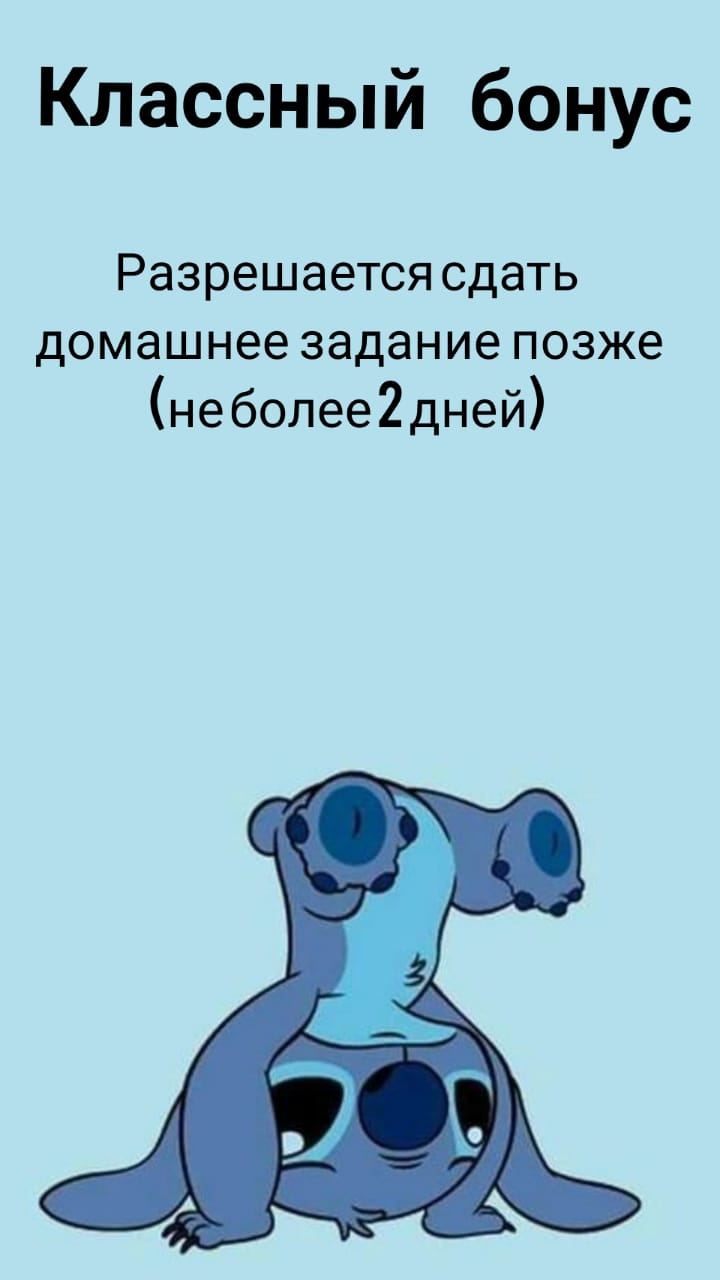 Классный бонус
Разрешается сдать
домашнее задание позже
(не более 2 дней)